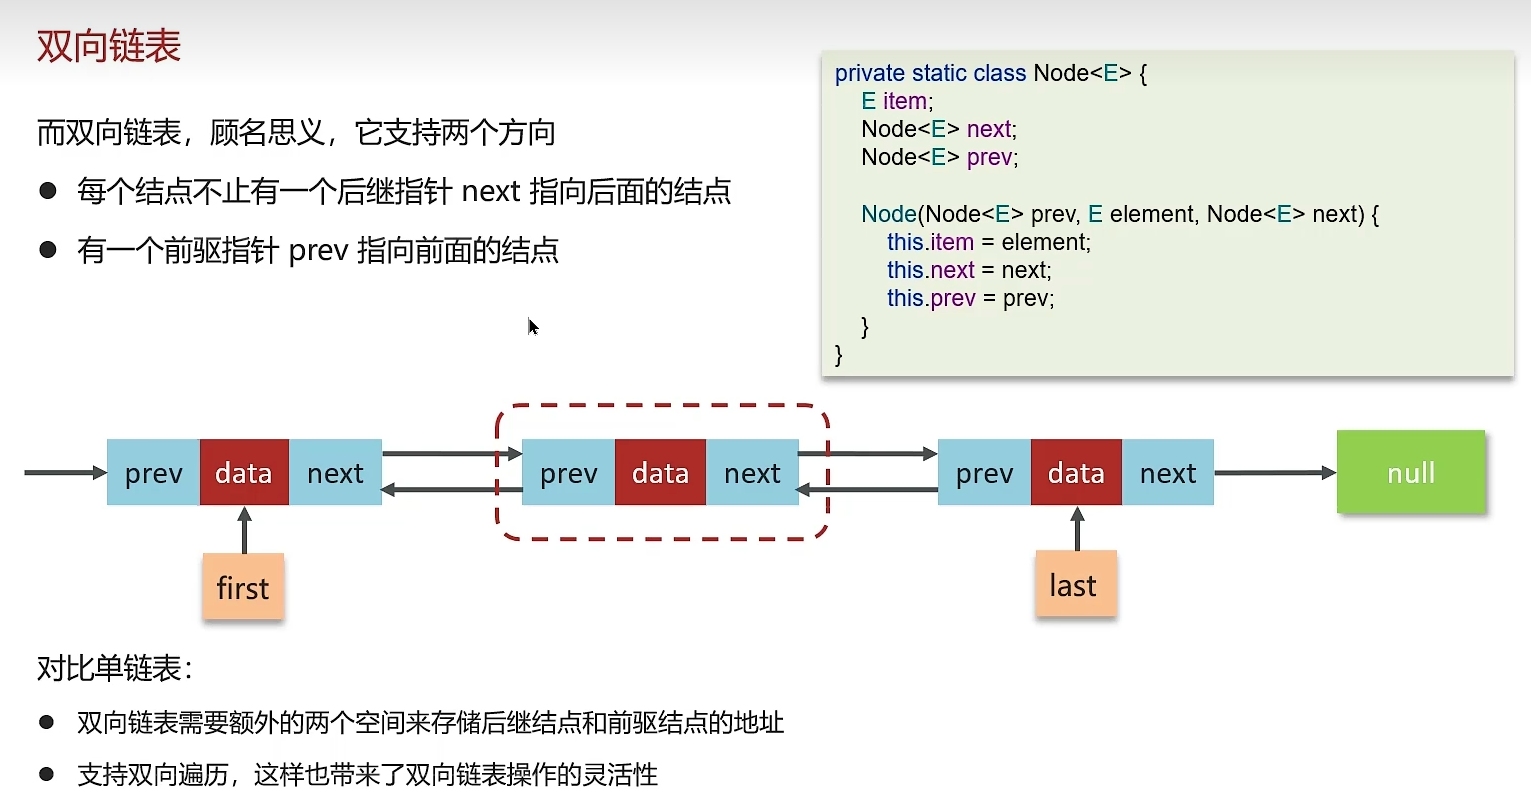 双向链表
而双向链表，顾名思义，它支持两个方向
● 每个结点不止有一个后继指针 next 指向后面的结点
● 有一个前驱指针 prev 指向前面的结点
private static class Node<E> {
    E item;
    Node<E> next;
    Node<E> prev;

    Node(Node<E> prev, E element, Node<E> next) {
        this.item = element;
        this.next = next;
        this.prev = prev;
    }
}
prev data next prev data next prev data next null
first last
对比单链表：
● 双向链表需要额外的两个空间来存储后继结点和前驱结点的地址
● 支持双向遍历，这样也带来了双向链表操作的灵活性